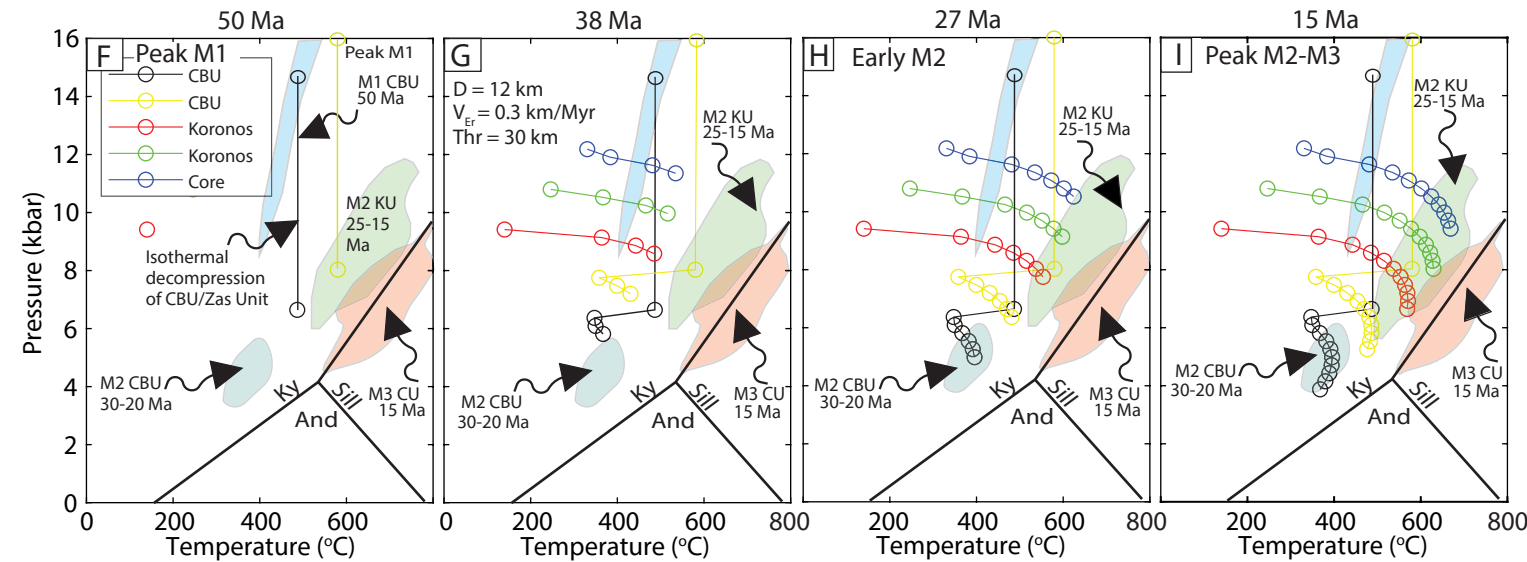 50 Ma
38 Ma
27 Ma
15 Ma
Pressure (kbar)
16
14
12
10
8
6
4
2
0
F
Peak M1
CBU
CBU
Koronos
Koronos
Core
Peak M1
M1 CBU
50 Ma
M2 KU
25-15
Ma
Isothermal
decompression
of CBU/Zas Unit
M2 CBU
30-20 Ma
M3 CU
15 Ma
Ky
Sill
And
0
200
400
600
Temperature (°C)
G
D = 12 km
V_Er = 0.3 km/Myr
Thr = 30 km
M2 KU
25-15 Ma
M2 CBU
30-20 Ma
M3 CU
15 Ma
Ky
Sill
And
0
200
400
600
800
Temperature (°C)
H
Early M2
M2 KU
25-15 Ma
M2 CBU
30-20 Ma
M3 CU
15 Ma
Ky
Sill
And
200
400
600
800
Temperature (°C)
I
Peak M2-M3
M2 KU
25-15 Ma
M2 CBU
30-20 Ma
M3 CU
15 Ma
Ky
Sill
And
200
400
600
800
Temperature (°C)